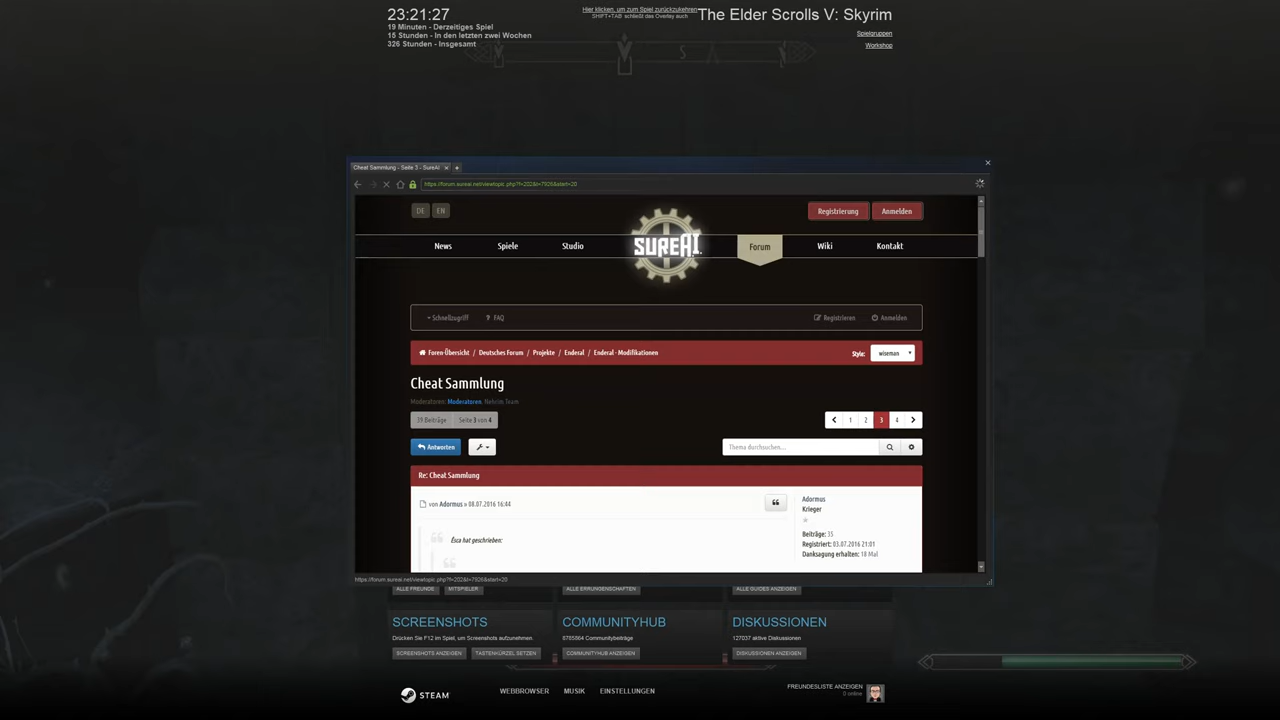 23:21:27
19 Minuten - Derzeitiges Spiel
15 Stunden - In den letzten zwei Wochen
326 Stunden - Insgesamt
Hier klicken, um zum Spiel zurückzukehren
SHIFT+TAB schließt das Overlay auch
The Elder Scrolls V: Skyrim
Spielgruppen
Workshop
Cheat Sammlung - Seite 3 - SureAI
https://forum.sureai.net/viewtopic.php?f=202&t=7926&start=20
DE EN
Registrierung Anmelden
News Spiele Studio SUREAI. Forum Wiki Kontakt
Schnellzugriff FAQ Registrieren Anmelden
Foren-Übersicht / Deutsches Forum / Projekte / Enderal / Enderal - Modifikationen Style: wiseman
Cheat Sammlung
Moderatoren: Moderatoren, Nehrim Team
39 Beiträge Seite 3 von 4 1 2 3 4
Antworten Thema durchsuchen…
Re: Cheat Sammlung
von Adormus » 08.07.2016 16:44
Adormus
Krieger
Beiträge: 35
Registriert: 03.07.2016 21:01
Danksagung erhalten: 18 Mal
Ésca hat geschrieben:
https://forum.sureai.net/viewtopic.php?f=202&t=7926&start=20
ALLE FREUNDE MITSPIELER ALLE ERRUNGENSCHAFTEN ALLE GUIDES ANZEIGEN
SCREENSHOTS COMMUNITYHUB DISKUSSIONEN
Drücken Sie F12 im Spiel, um Screenshots aufzunehmen. 5785564 Communitybeiträge 127037 aktive Diskussionen
SCREENSHOTS ANZEIGEN TASTENKÜRZEL SETZEN COMMUNITYHUB ANZEIGEN DISKUSSIONEN ANZEIGEN
STEAM WEBBROWSER MUSIK EINSTELLUNGEN
FREUNDESLISTE ANZEIGEN
0 online